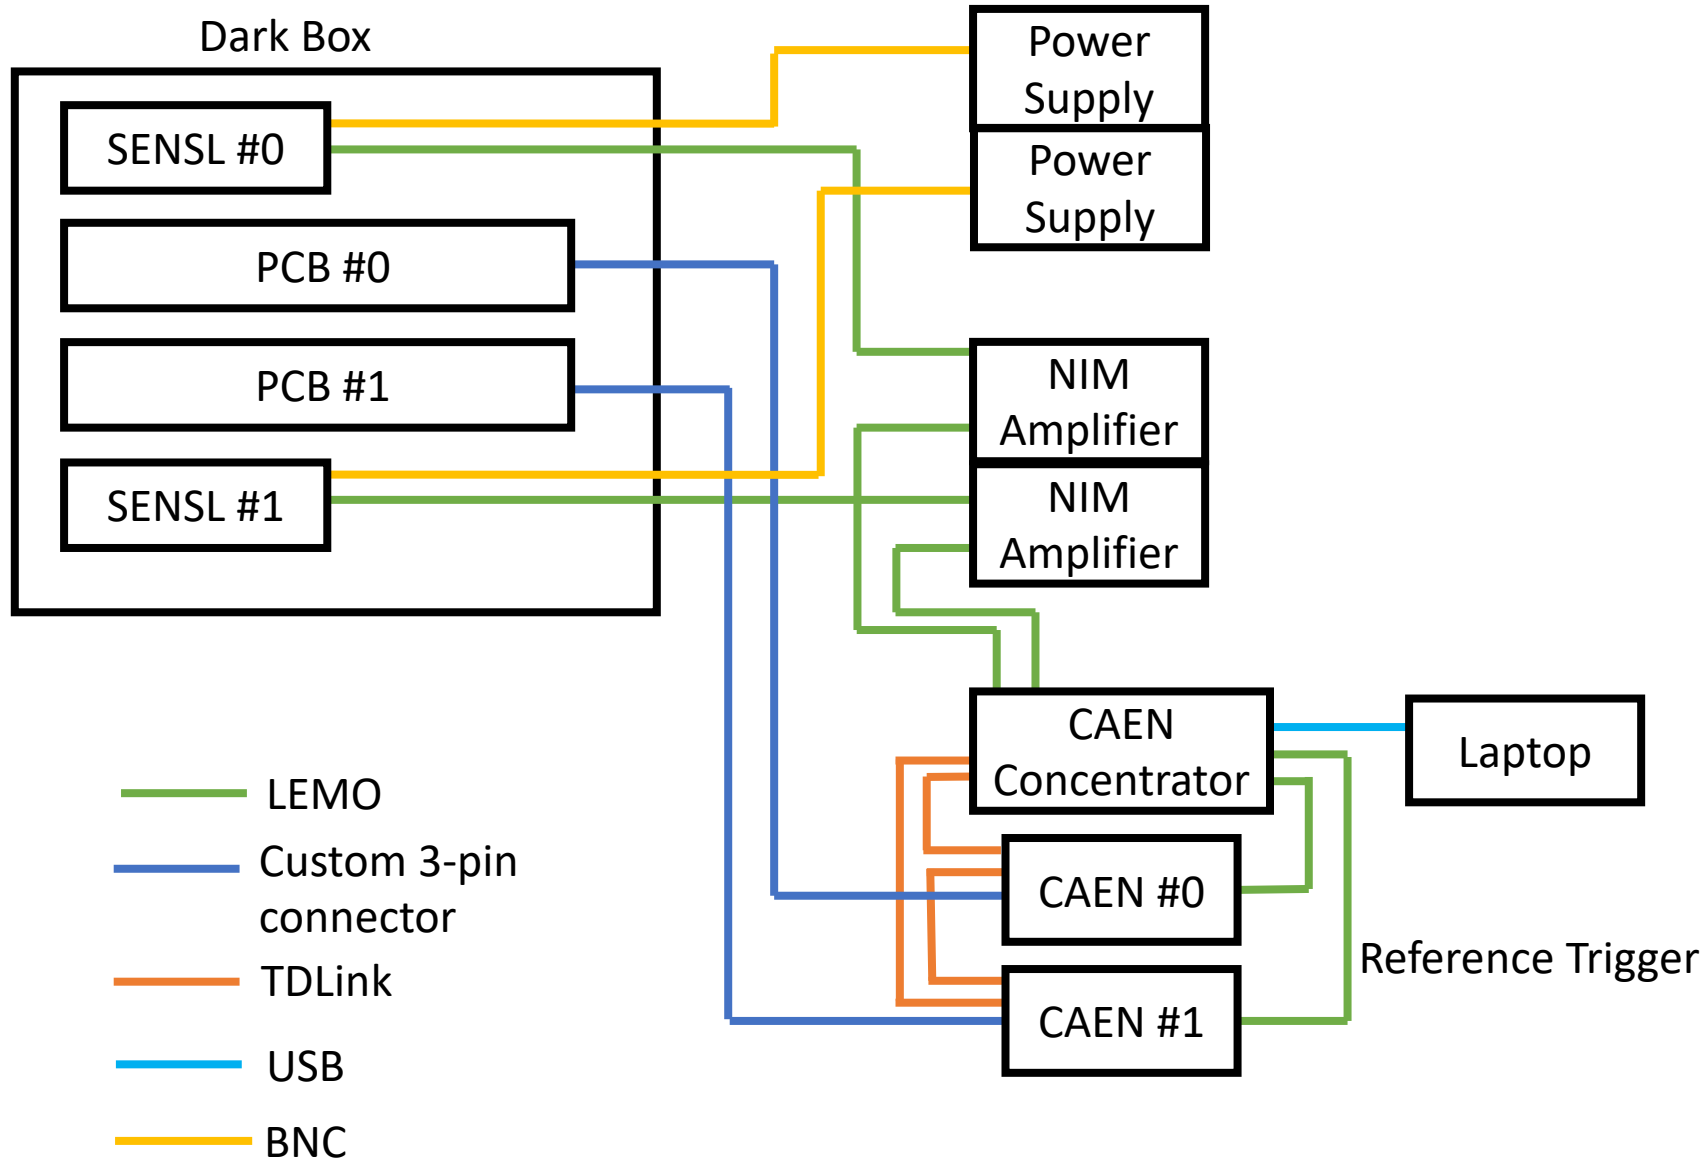 Dark Box
SENSL #0
PCB #0
PCB #1
SENSL #1
Power
Supply
Power
Supply
NIM
Amplifier
NIM
Amplifier
CAEN
Concentrator
Laptop
CAEN #0
CAEN #1
Reference Trigger
LEMO
Custom 3-pin
connector
TDLink
USB
BNC